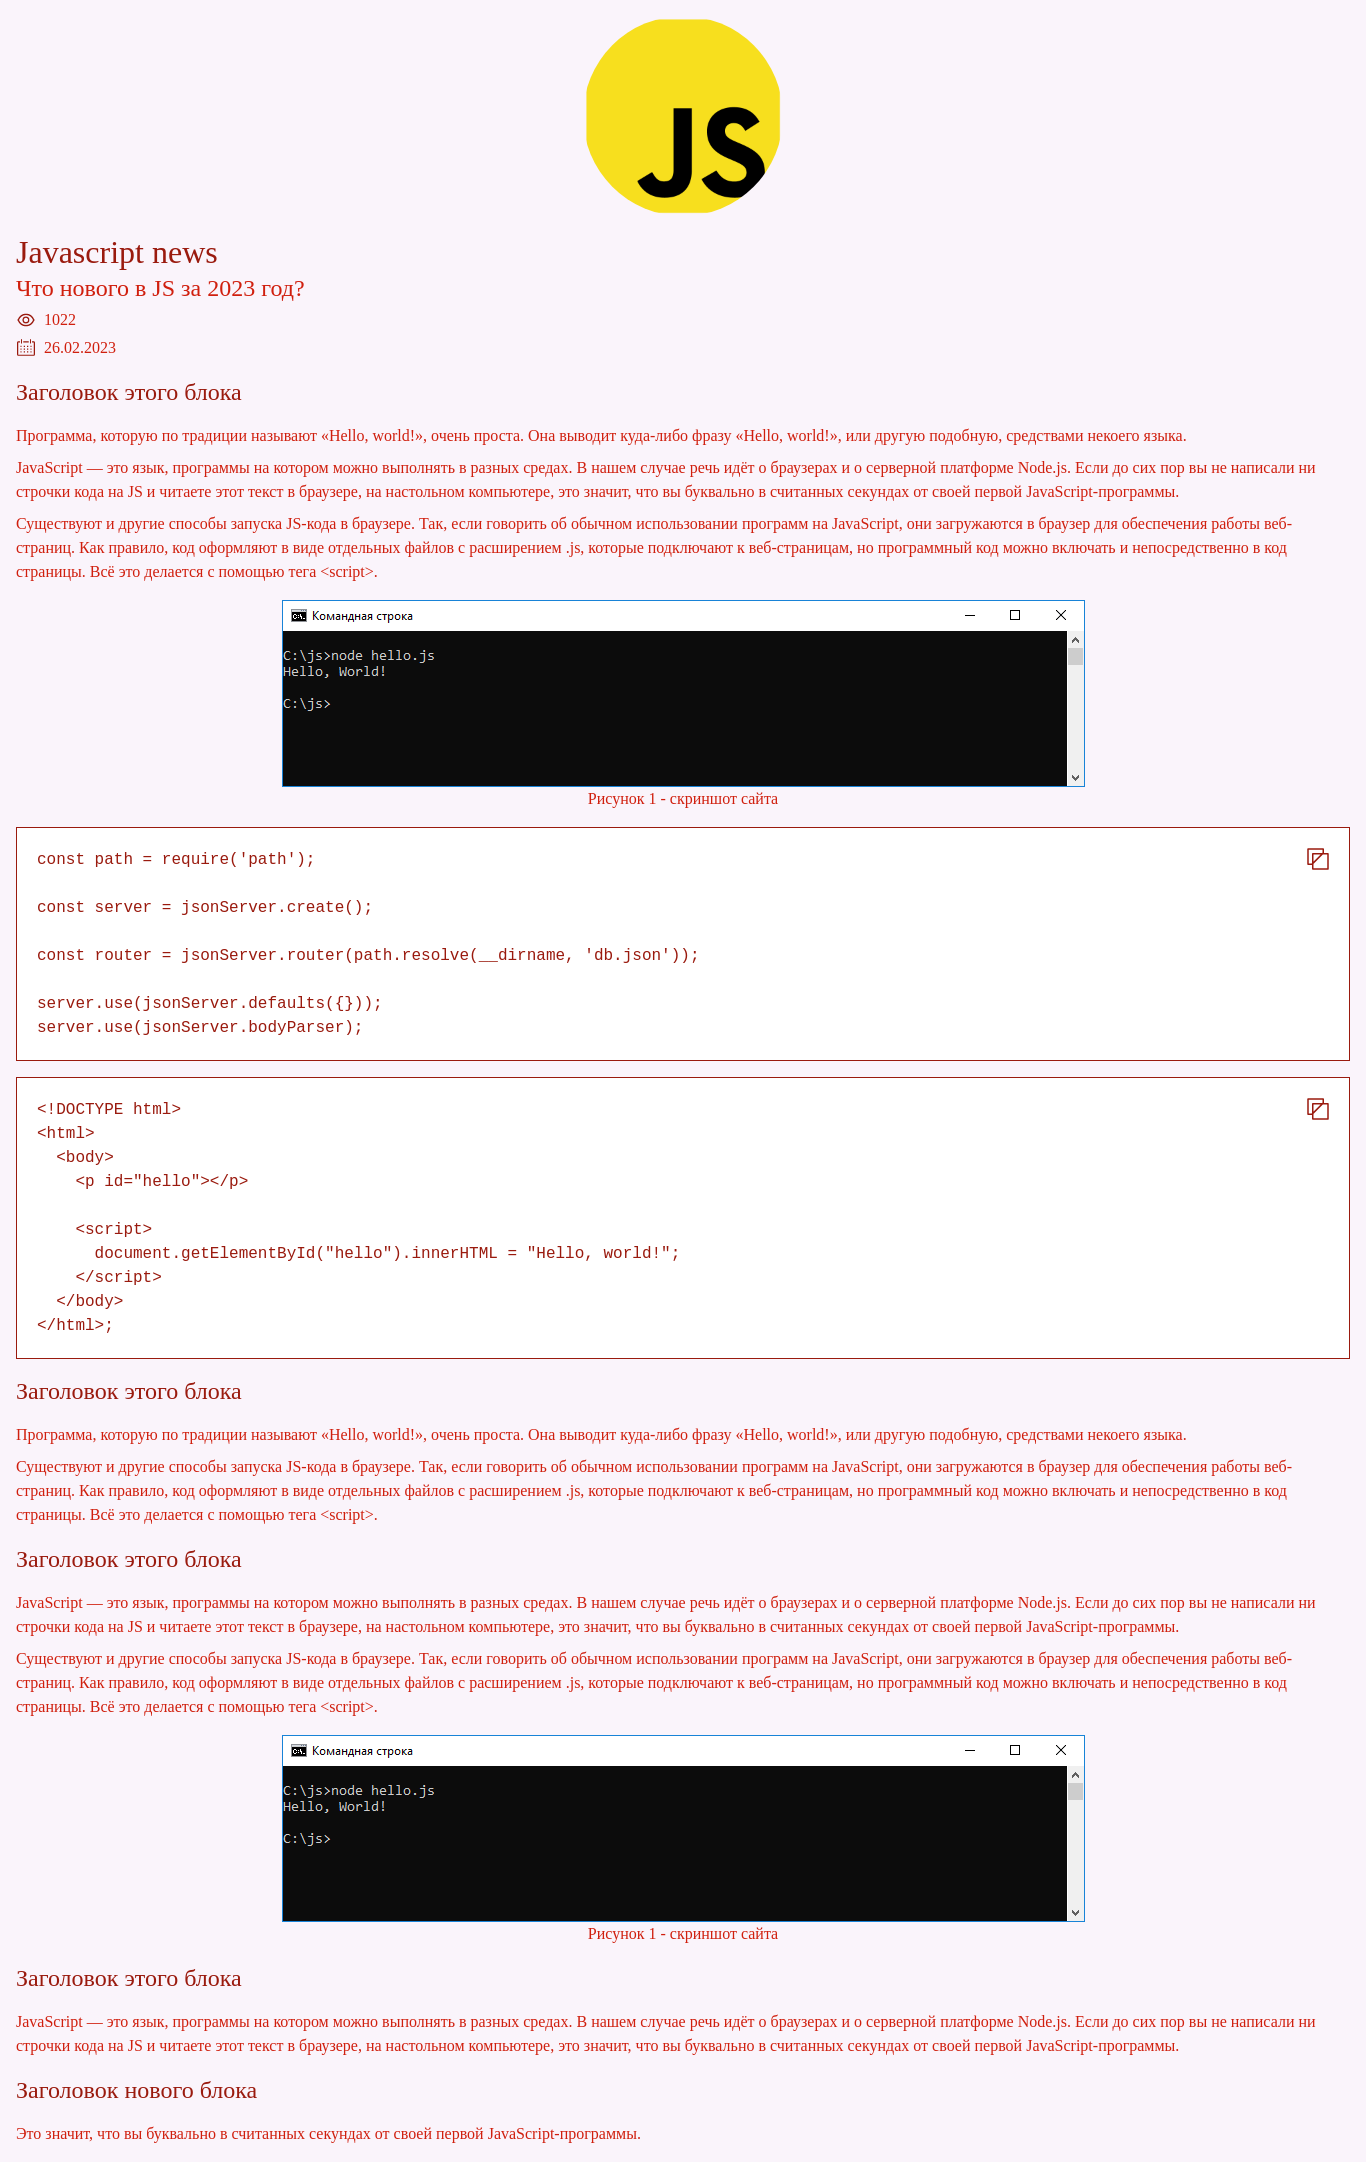 JS
Javascript news
Что нового в JS за 2023 год?
1022
26.02.2023
Заголовок этого блока
Программа, которую по традиции называют «Hello, world!», очень проста. Она выводит куда-либо фразу «Hello, world!», или другую подобную, средствами некоего языка.
JavaScript — это язык, программы на котором можно выполнять в разных средах. В нашем случае речь идёт о браузерах и о серверной платформе Node.js. Если до сих пор вы не написали ни
строчки кода на JS и читаете этот текст в браузере, на настольном компьютере, это значит, что вы буквально в считанных секундах от своей первой JavaScript-программы.
Существуют и другие способы запуска JS-кода в браузере. Так, если говорить об обычном использовании программ на JavaScript, они загружаются в браузер для обеспечения работы веб-
страниц. Как правило, код оформляют в виде отдельных файлов с расширением .js, которые подключают к веб-страницам, но программный код можно включать и непосредственно в код
страницы. Всё это делается с помощью тега <script>.
Командная строка
C:\js>node hello.js
Hello, World!
C:\js>
Рисунок 1 - скриншот сайта
const path = require('path');
const server = jsonServer.create();
const router = jsonServer.router(path.resolve(__dirname, 'db.json'));
server.use(jsonServer.defaults({}));
server.use(jsonServer.bodyParser);
<!DOCTYPE html>
<html>
  <body>
    <p id="hello"></p>
    <script>
      document.getElementById("hello").innerHTML = "Hello, world!";
    </script>
  </body>
</html>;
Заголовок этого блока
Программа, которую по традиции называют «Hello, world!», очень проста. Она выводит куда-либо фразу «Hello, world!», или другую подобную, средствами некоего языка.
Существуют и другие способы запуска JS-кода в браузере. Так, если говорить об обычном использовании программ на JavaScript, они загружаются в браузер для обеспечения работы веб-
страниц. Как правило, код оформляют в виде отдельных файлов с расширением .js, которые подключают к веб-страницам, но программный код можно включать и непосредственно в код
страницы. Всё это делается с помощью тега <script>.
Заголовок этого блока
JavaScript — это язык, программы на котором можно выполнять в разных средах. В нашем случае речь идёт о браузерах и о серверной платформе Node.js. Если до сих пор вы не написали ни
строчки кода на JS и читаете этот текст в браузере, на настольном компьютере, это значит, что вы буквально в считанных секундах от своей первой JavaScript-программы.
Существуют и другие способы запуска JS-кода в браузере. Так, если говорить об обычном использовании программ на JavaScript, они загружаются в браузер для обеспечения работы веб-
страниц. Как правило, код оформляют в виде отдельных файлов с расширением .js, которые подключают к веб-страницам, но программный код можно включать и непосредственно в код
страницы. Всё это делается с помощью тега <script>.
Командная строка
C:\js>node hello.js
Hello, World!
C:\js>
Рисунок 1 - скриншот сайта
Заголовок этого блока
JavaScript — это язык, программы на котором можно выполнять в разных средах. В нашем случае речь идёт о браузерах и о серверной платформе Node.js. Если до сих пор вы не написали ни
строчки кода на JS и читаете этот текст в браузере, на настольном компьютере, это значит, что вы буквально в считанных секундах от своей первой JavaScript-программы.
Заголовок нового блока
Это значит, что вы буквально в считанных секундах от своей первой JavaScript-программы.